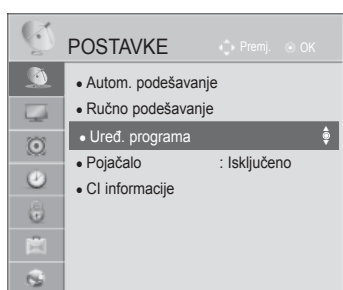 POSTAVKE Premj. OK
• Autom. podešavanje
• Ručno podešavanje
• Uređ. programa
• Pojačalo : Isključeno
• CI informacije